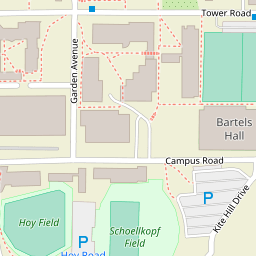 Tower Road
Garden Avenue
Bartels
Hall
Campus Road
P
Kite Hill Drive
Hoy Field
P
Schoellkopf
Field
Hoy Road